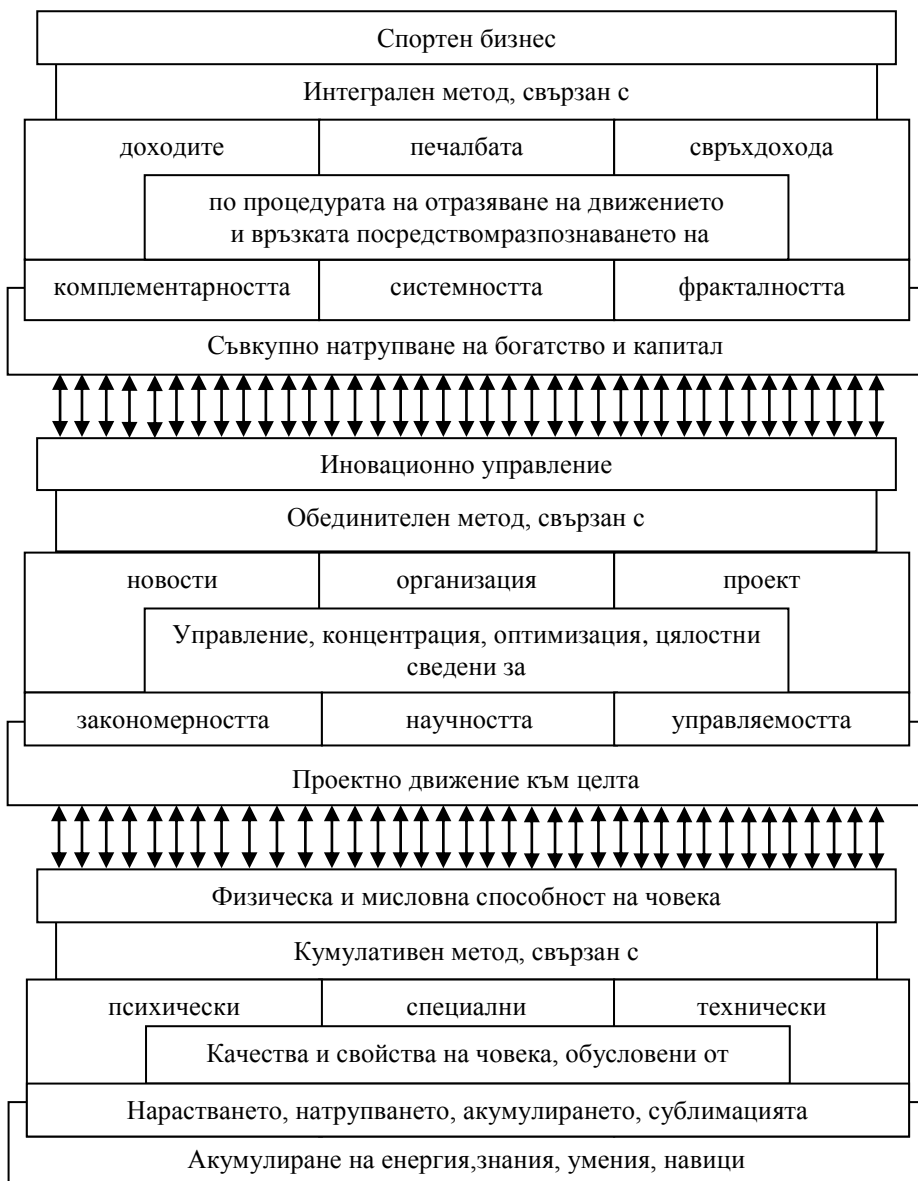 Спортен бизнес
Интегрален метод, свързан с
доходите печалбата свръхдохода
по процедурата на отразяване на движението
и връзката посредствомразпознаването на
комплементарността системността фракталността
Съвкупно натрупване на богатство и капитал
Иновационно управление
Обединителен метод, свързан с
новости организация проект
Управление, концентрация, оптимизация, цялостни
сведени за
закономерността научността управляемостта
Проектно движение към целта
Физическа и мисловна способност на човека
Кумулативен метод, свързан с
психически специални технически
Качества и свойства на човека, обусловени от
Нарастването, натрупването, акумулирането, сублимацията
Акумулиране на енергия,знания, умения, навици